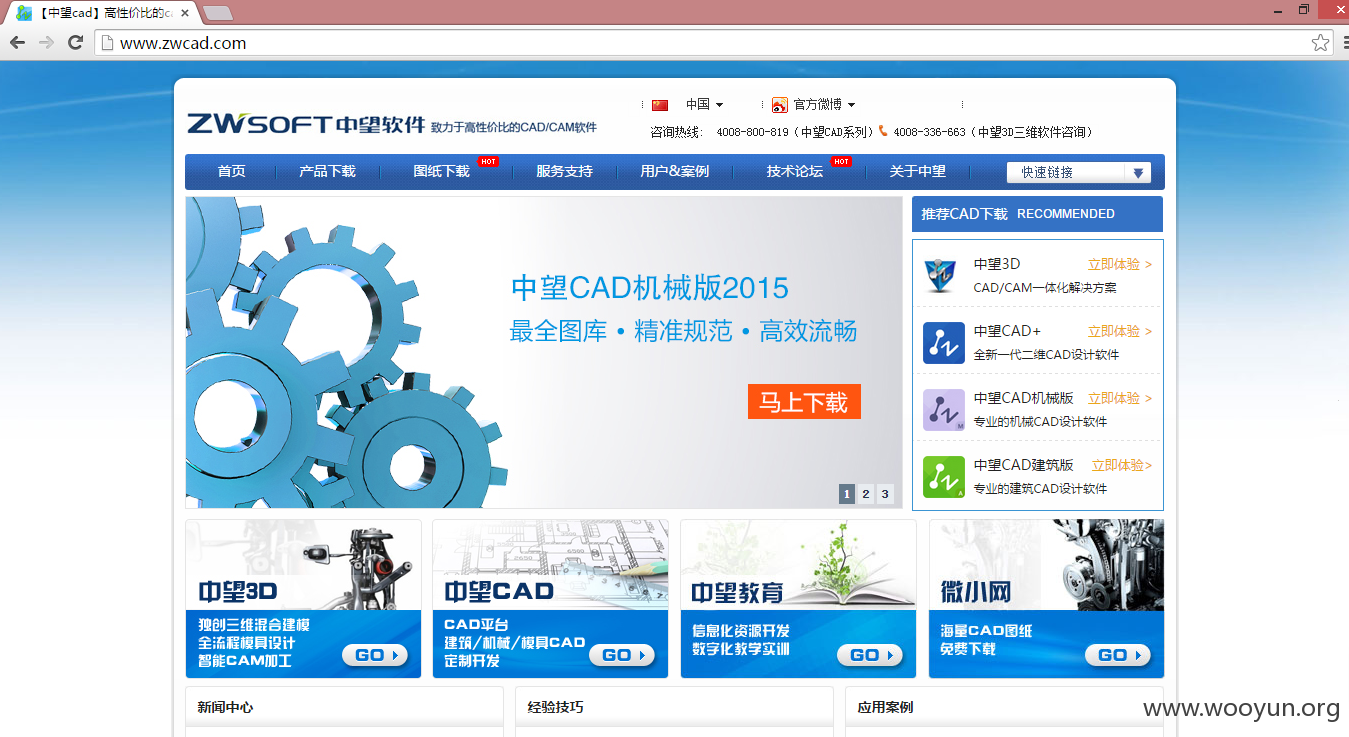 【中望cad】高性价比的ca
www.zwcad.com
中国 官方微博
ZWSOFT中望软件 致力于高性价比的CAD/CAM软件
咨询热线: 4008-800-819（中望CAD系列） 4008-336-663（中望3D三维软件咨询）
首页 产品下载 图纸下载 HOT 服务支持 用户&案例 技术论坛 HOT 关于中望 快速链接
中望CAD机械版2015
最全图库 • 精准规范 • 高效流畅
马上下载
1 2 3
推荐CAD下载 RECOMMENDED
中望3D 立即体验 >
CAD/CAM一体化解决方案
中望CAD+ 立即体验 >
全新一代二维CAD设计软件
中望CAD机械版 立即体验 >
专业的机械CAD设计软件
中望CAD建筑版 立即体验>
专业的建筑CAD设计软件
中望3D
独创三维混合建模
全流程模具设计
智能CAM加工
GO
中望CAD
CAD平台
建筑/机械/模具CAD
定制开发
GO
中望教育
信息化资源开发
数字化教学实训
GO
微小网
海量CAD图纸
免费下载
GO
新闻中心 经验技巧 应用案例
www.wooyun.org